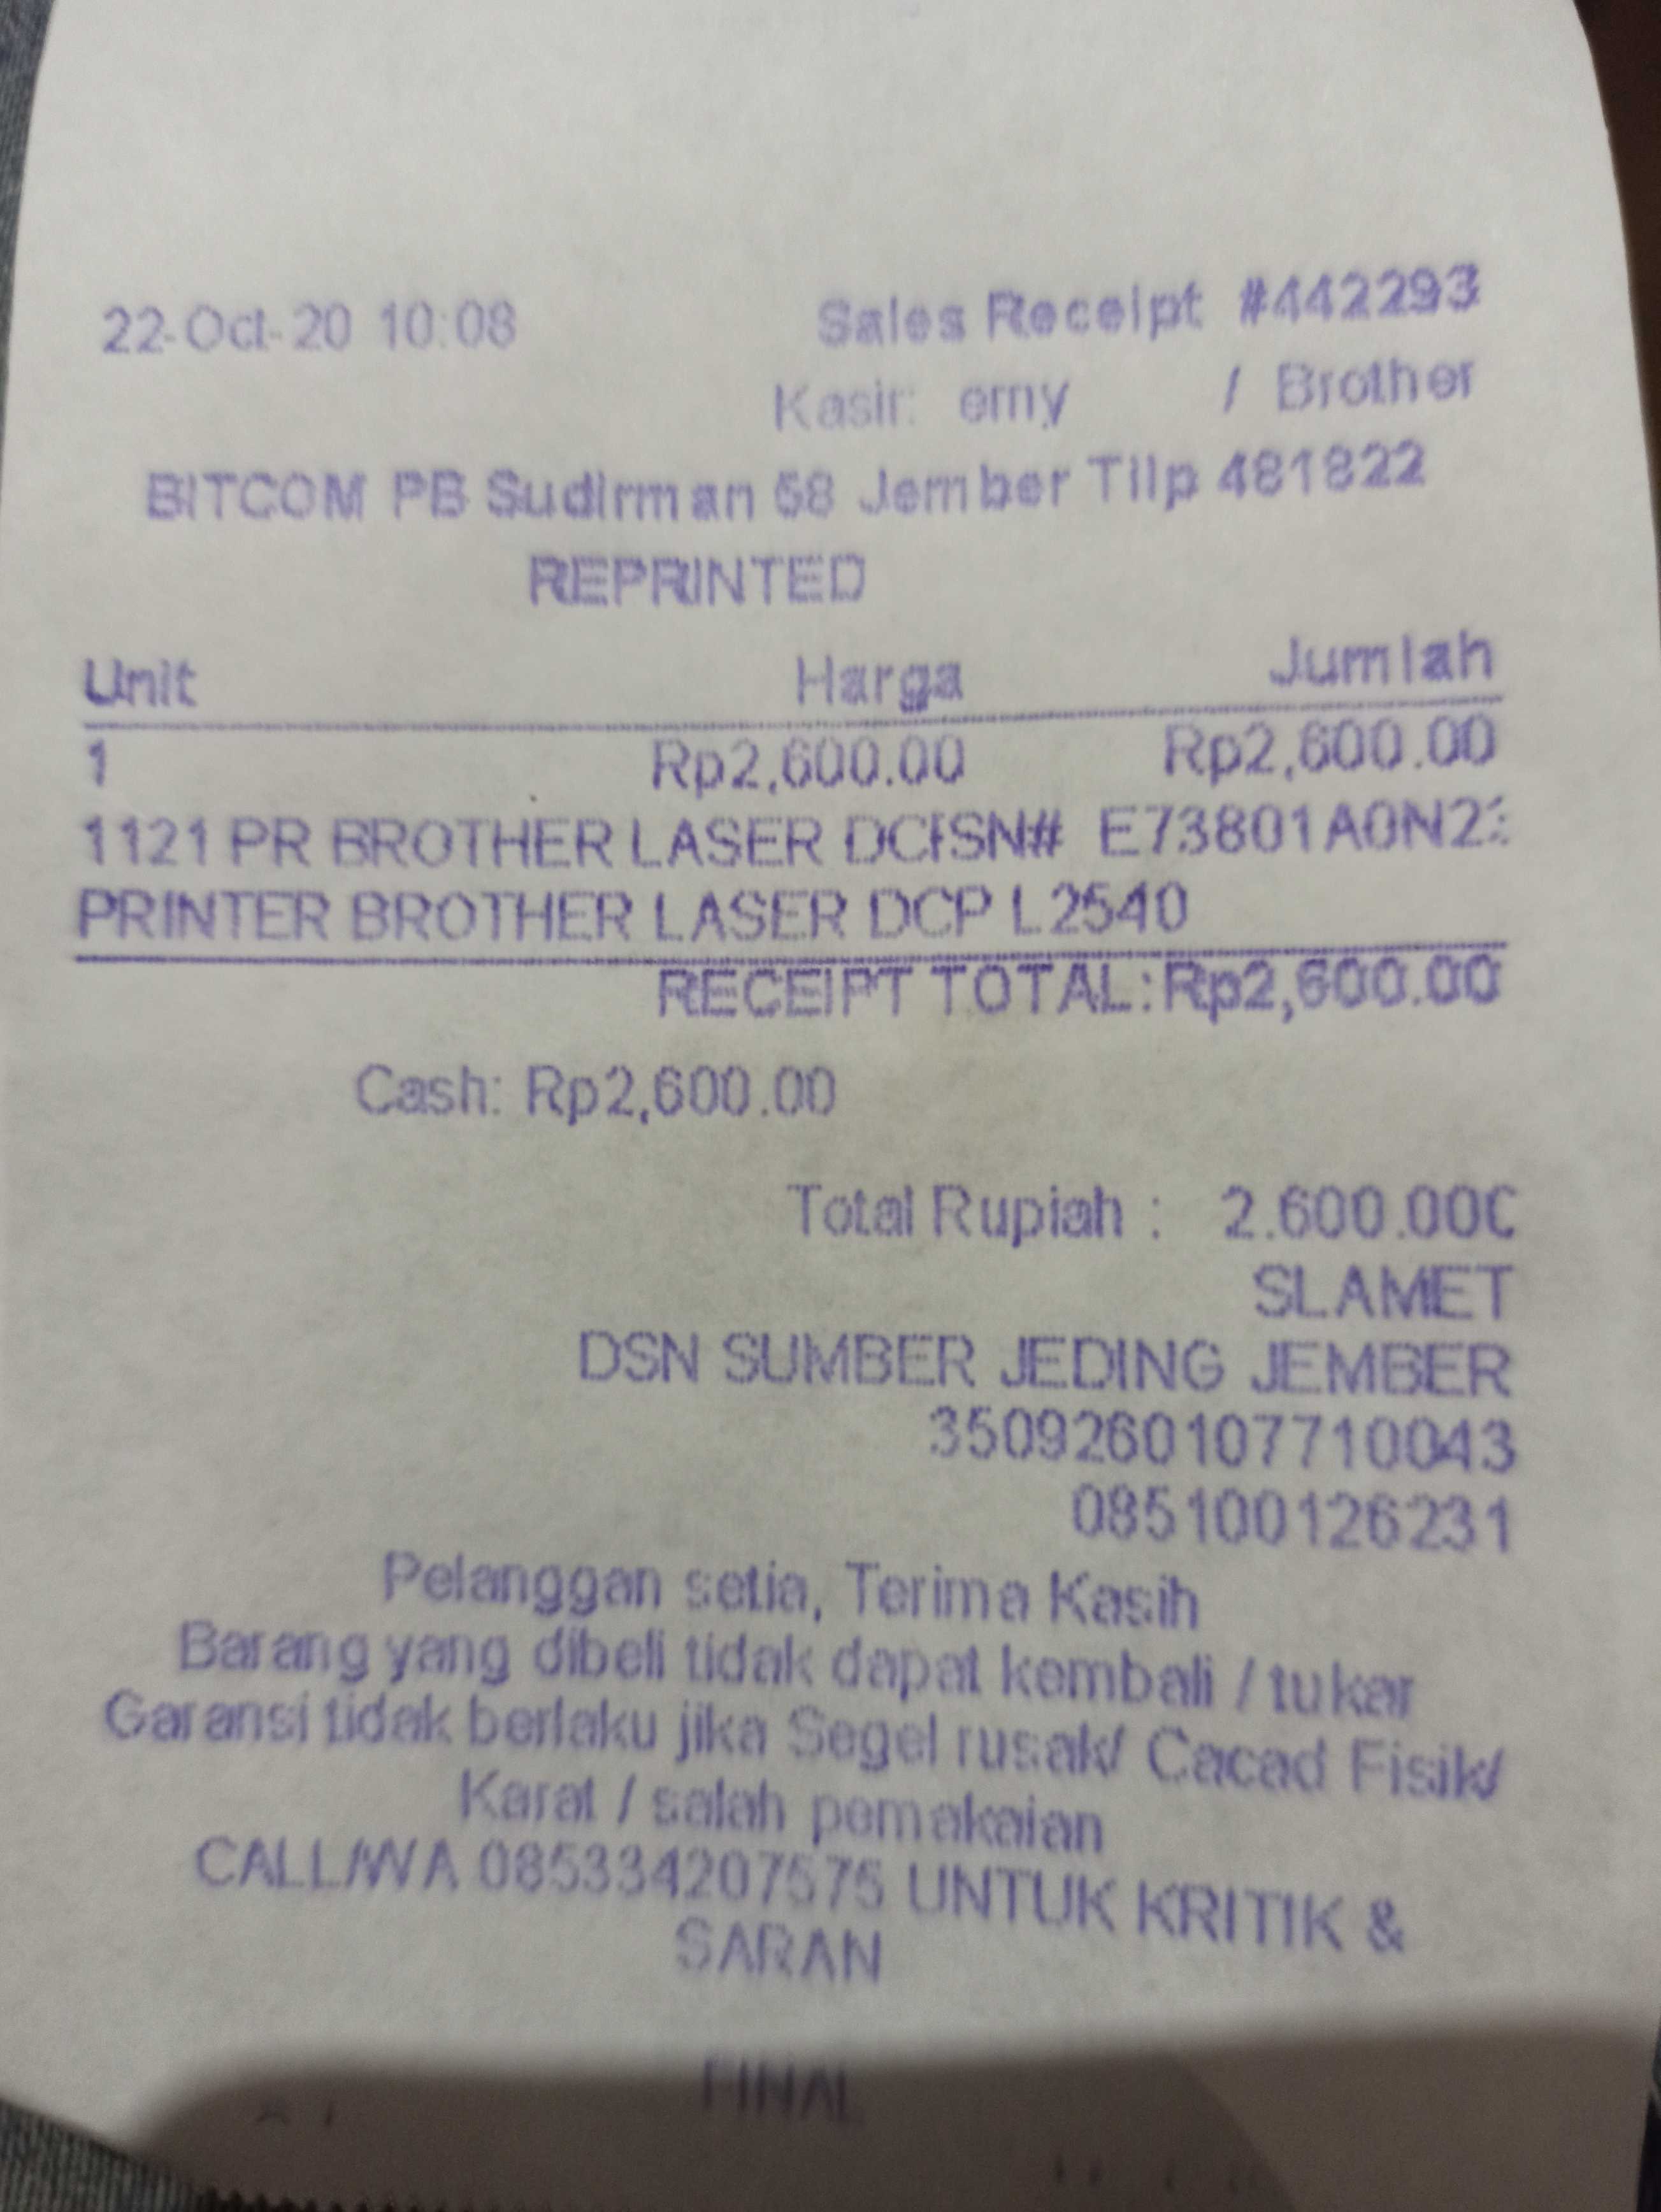 22-Oct-20 10:08 Sales Receipt #442293
Kasir: erny / Brother
BITCOM PB Sudirman 58 Jember Tilp 481822
REPRINTED
Unit Harga Jumlah
1 Rp2,600.00 Rp2,600.00
1121 PR BROTHER LASER DCFSN# E73801A0N2
PRINTER BROTHER LASER DCP L2540
RECEIPT TOTAL: Rp2,600.00
Cash: Rp2,600.00
Total Rupiah : 2.600.000
SLAMET
DSN SUMBER JEDING JEMBER
3509260107710043
085100126231
Pelanggan setia, Terima Kasih
Barang yang dibeli tidak dapat kembali / tukar
Garansi tidak berlaku jika Segel rusak/ Cacad Fisik/
Karat / salah pemakaian
CALL/WA 085334207575 UNTUK KRITIK &
SARAN
FINAL